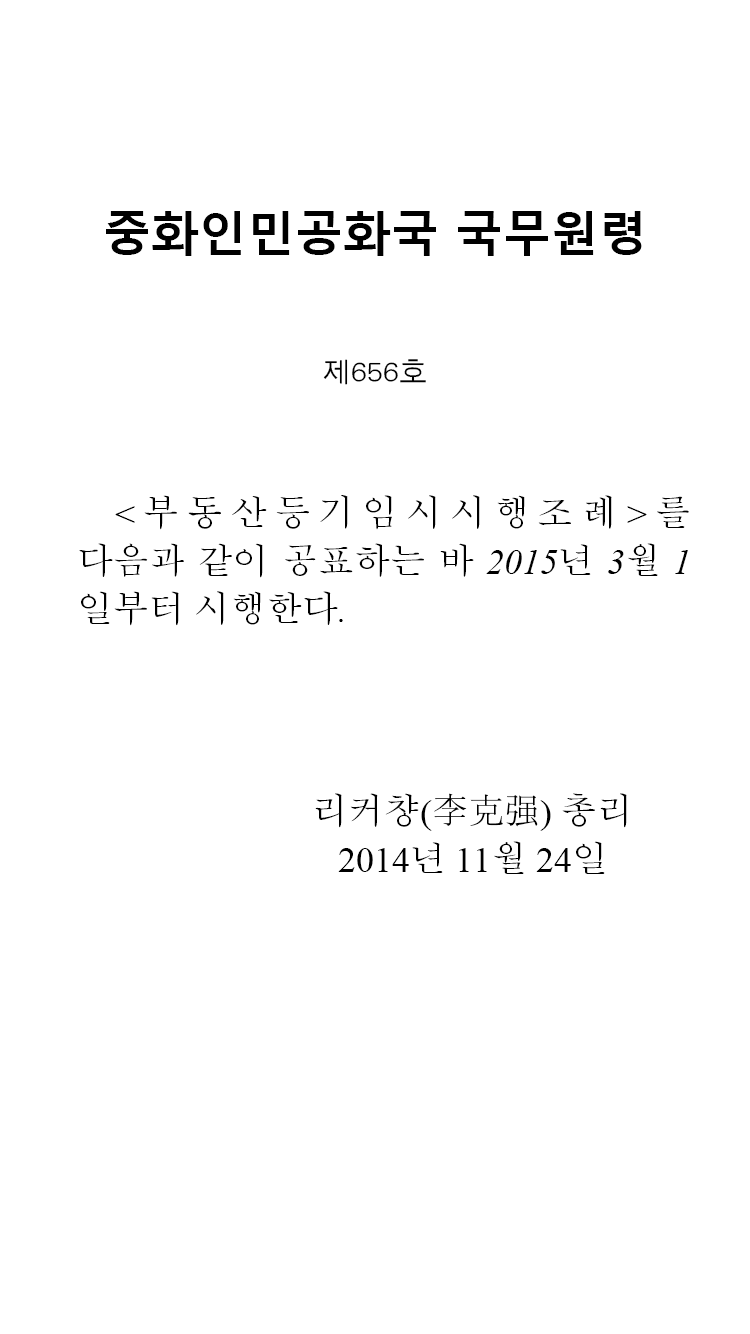 중화인민공화국 국무원령
제656호
<부동산등기임시시행조례>를
다음과 같이 공표하는 바 2015년 3월 1
일부터 시행한다.
리커챵(李克强) 총리
2014년 11월 24일